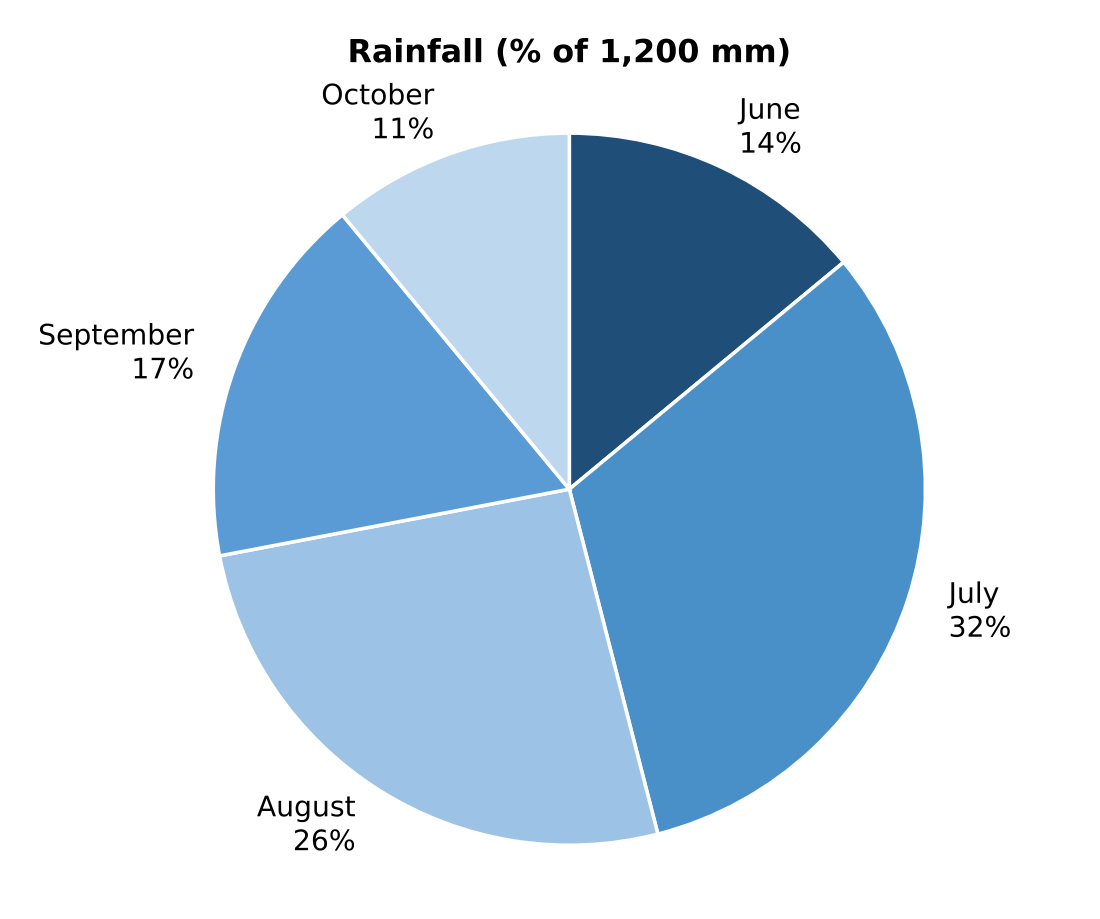 Rainfall (% of 1,200 mm)
October
11%
June
14%
September
17%
July
32%
August
26%